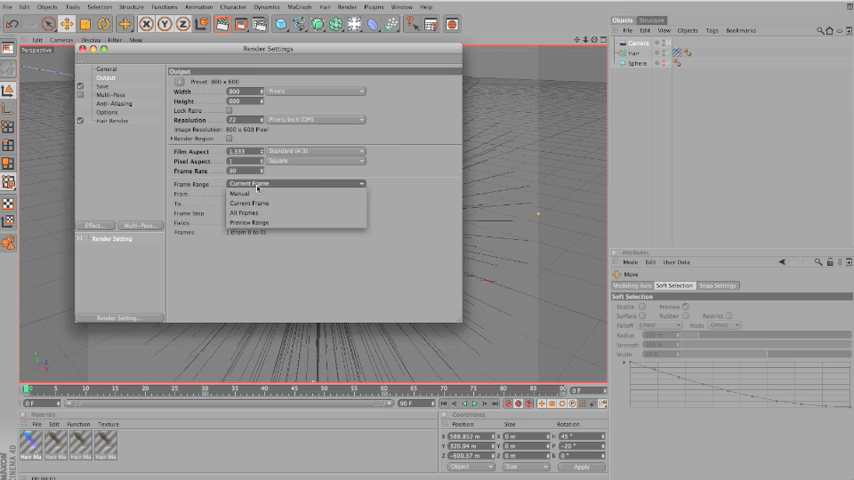 File Edit Objects Tools Selection Structure Functions Animation Character Dynamics MoGraph Hair Render Plugins Window Help
Edit Cameras Display Filter View
Perspective
Render Settings
General
Output
Save
Multi-Pass
Anti-Aliasing
Options
Hair Render
Effect... Multi-Pass...
Render Setting
Render Setting...
Output
Preset: 800 x 600
Width 800 Pixels
Height 600
Lock Ratio
Resolution 72 Pixels/Inch (DPI)
Image Resolution: 800 x 600 Pixel
Render Region
Film Aspect 1.333 Standard (4:3)
Pixel Aspect 1 Square
Frame Rate 30
Frame Range Current Frame
From Manual
To Current Frame
Frame Step All Frames
Fields Preview Range
Frames: 1 (from 0 to 0)
Objects Structure
File Edit View Objects Tags Bookmarks
Camera
Hair
Sphere
Attributes
Mode Edit User Data
Move
Modeling Axis Soft Selection Snap Settings
Soft Selection
Enable Preview
Surface Rubber Restrict
Falloff Linear Mode Group
Radius
Strength
Width
0 5 10 15 20 25 30 35 40 45 50 55 60 65 70 75 80 85 90 0 F
0 F 90 F
Materials
File Edit Function Texture
Hair Ma Hair Ma Hair Ma Hair Ma
Coordinates
Position Size Rotation
X 588.852 m X 0 m H 45 °
Y 320.94 m Y 0 m P -20 °
Z -600.37 m Z 0 m B 0 °
Object Size Apply
MAXON
CINEMA 4D